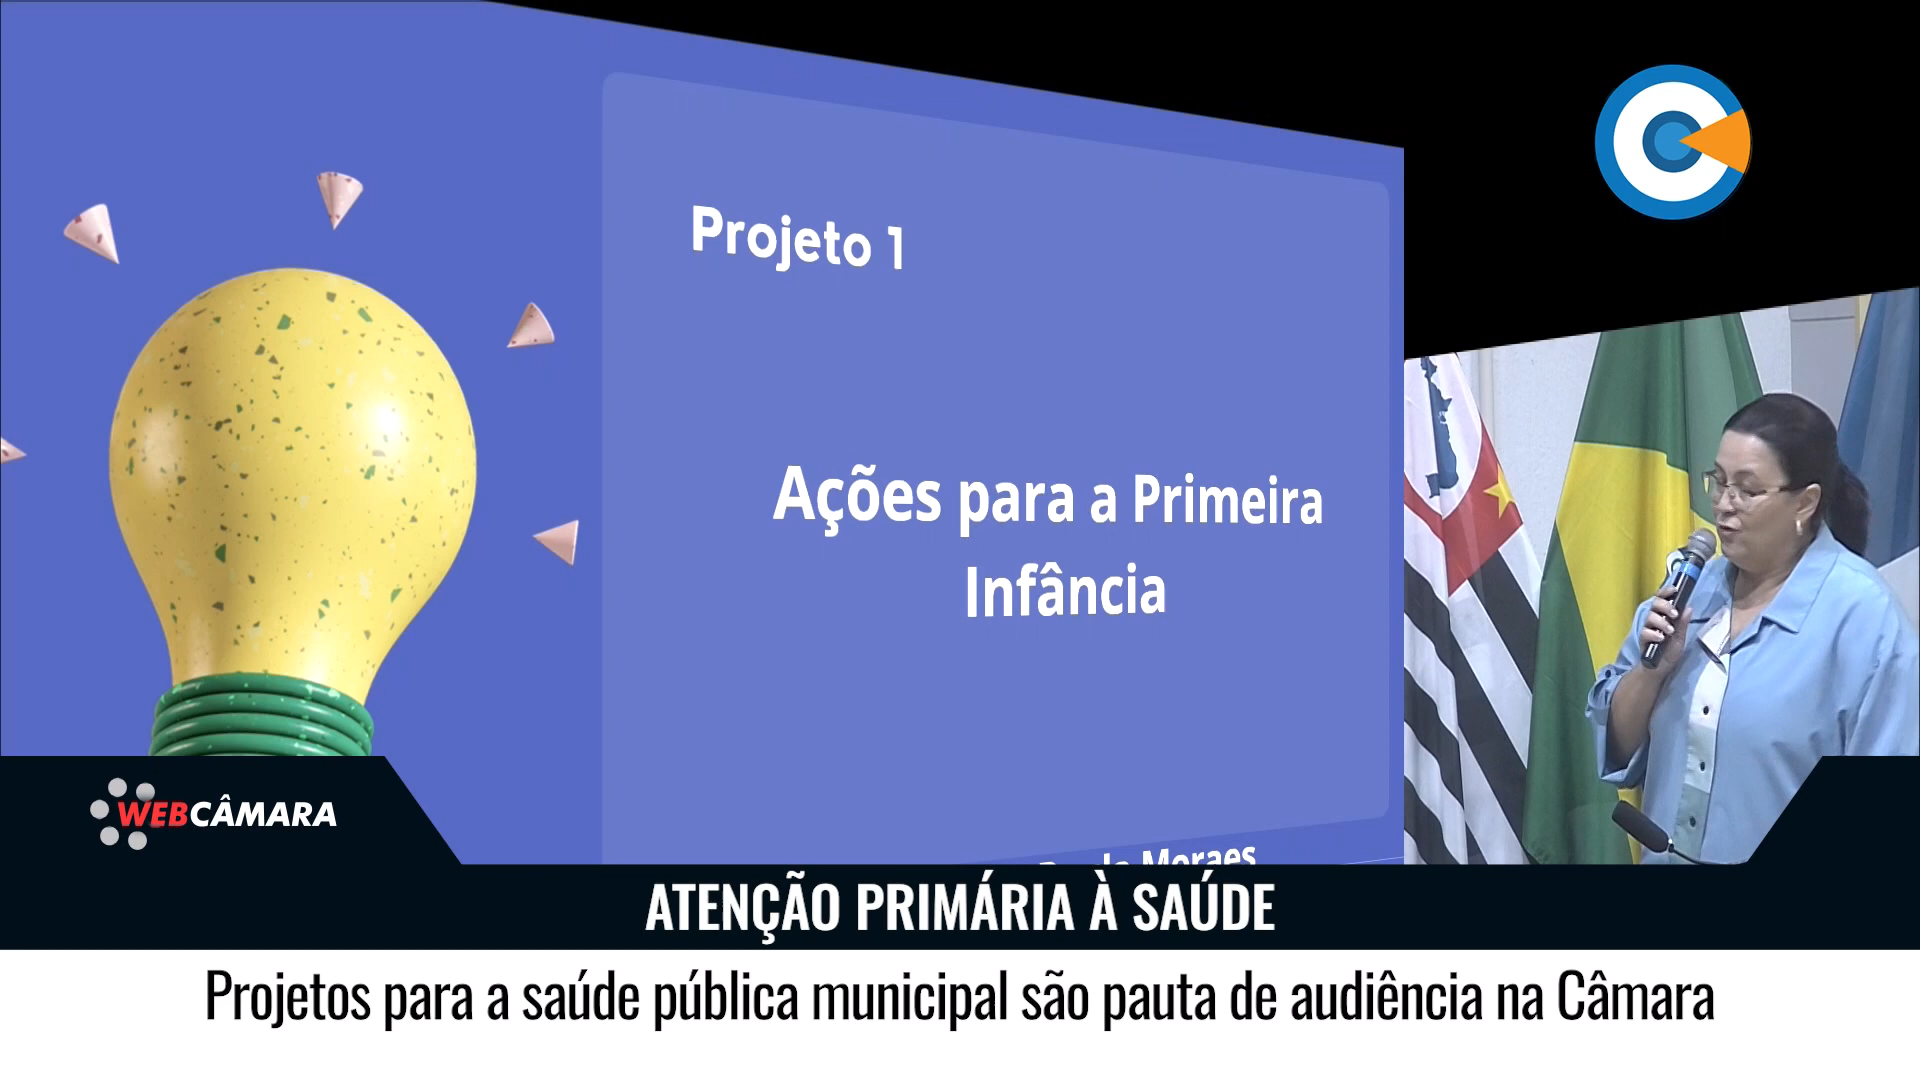 Projeto 1
Ações para a Primeira
Infância
Moraes
WEBCÂMARA
ATENÇÃO PRIMÁRIA À SAÚDE
Projetos para a saúde pública municipal são pauta de audiência na Câmara